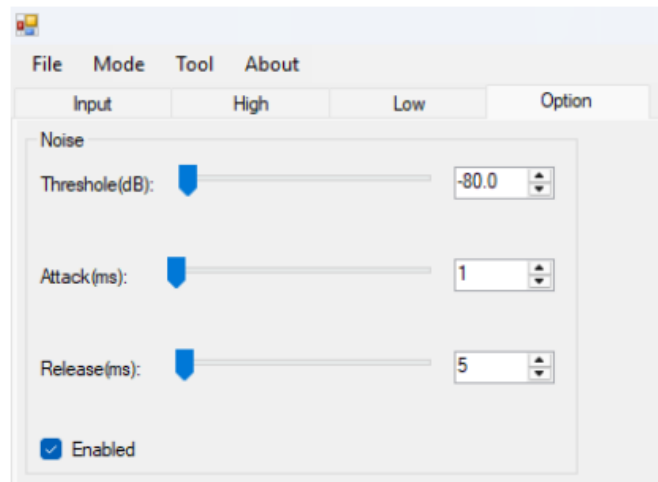 File Mode Tool About
Input High Low Option
Noise
Threshole(dB): -80.0
Attack(ms): 1
Release(ms): 5
Enabled